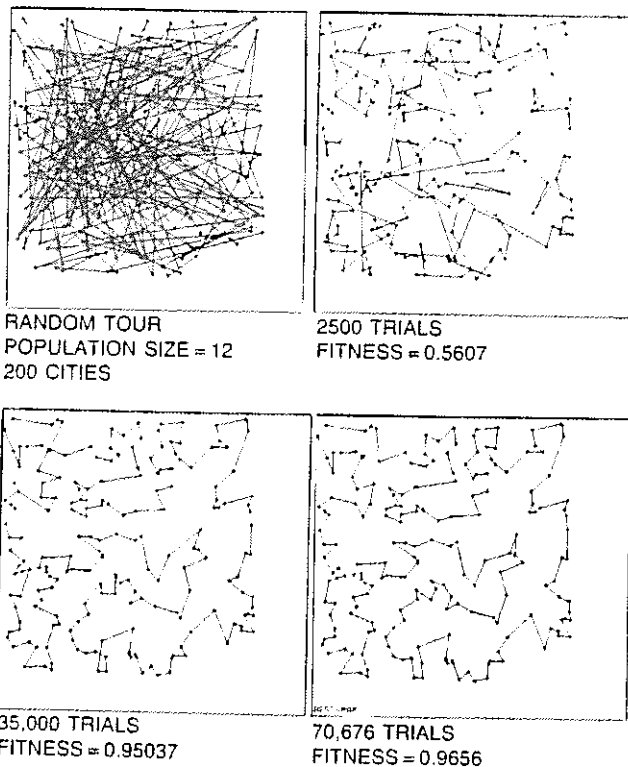 RANDOM TOUR
POPULATION SIZE = 12
200 CITIES
2500 TRIALS
FITNESS = 0.5607
35,000 TRIALS
FITNESS = 0.95037
70,676 TRIALS
FITNESS = 0.9656